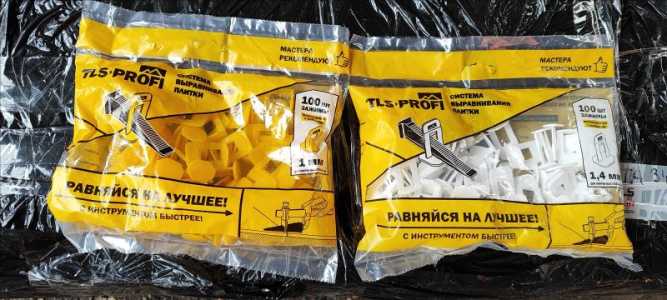 МАСТЕРА
РЕКОМЕНДУЮТ
TLS-PROFI
СИСТЕМА
ВЫРАВНИВАНИЯ
ПЛИТКИ
100 ШТ
ЗАЖИМЫ
1 ММ
РАВНЯЙСЯ НА ЛУЧШЕЕ!
С ИНСТРУМЕНТОМ БЫСТРЕЕ!
МАСТЕРА
РЕКОМЕНДУЮТ
TLS-PROFI
СИСТЕМА
ВЫРАВНИВАНИЯ
ПЛИТКИ
100 ШТ
ЗАЖИМЫ
1,4 ММ
РАВНЯЙСЯ НА ЛУЧШЕЕ!
С ИНСТРУМЕНТОМ БЫСТРЕЕ!